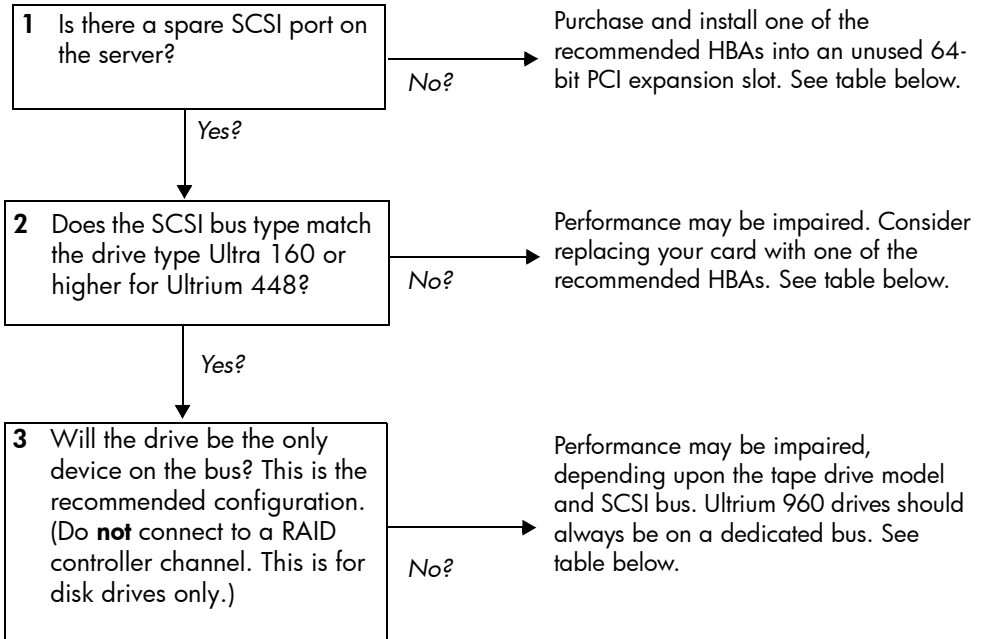 1 Is there a spare SCSI port on
the server?
No?
Purchase and install one of the
recommended HBAs into an unused 64-
bit PCI expansion slot. See table below.
Yes?
2 Does the SCSI bus type match
the drive type Ultra 160 or
higher for Ultrium 448?
No?
Performance may be impaired. Consider
replacing your card with one of the
recommended HBAs. See table below.
Yes?
3 Will the drive be the only
device on the bus? This is the
recommended configuration.
(Do not connect to a RAID
controller channel. This is for
disk drives only.)
No?
Performance may be impaired,
depending upon the tape drive model
and SCSI bus. Ultrium 960 drives should
always be on a dedicated bus. See
table below.